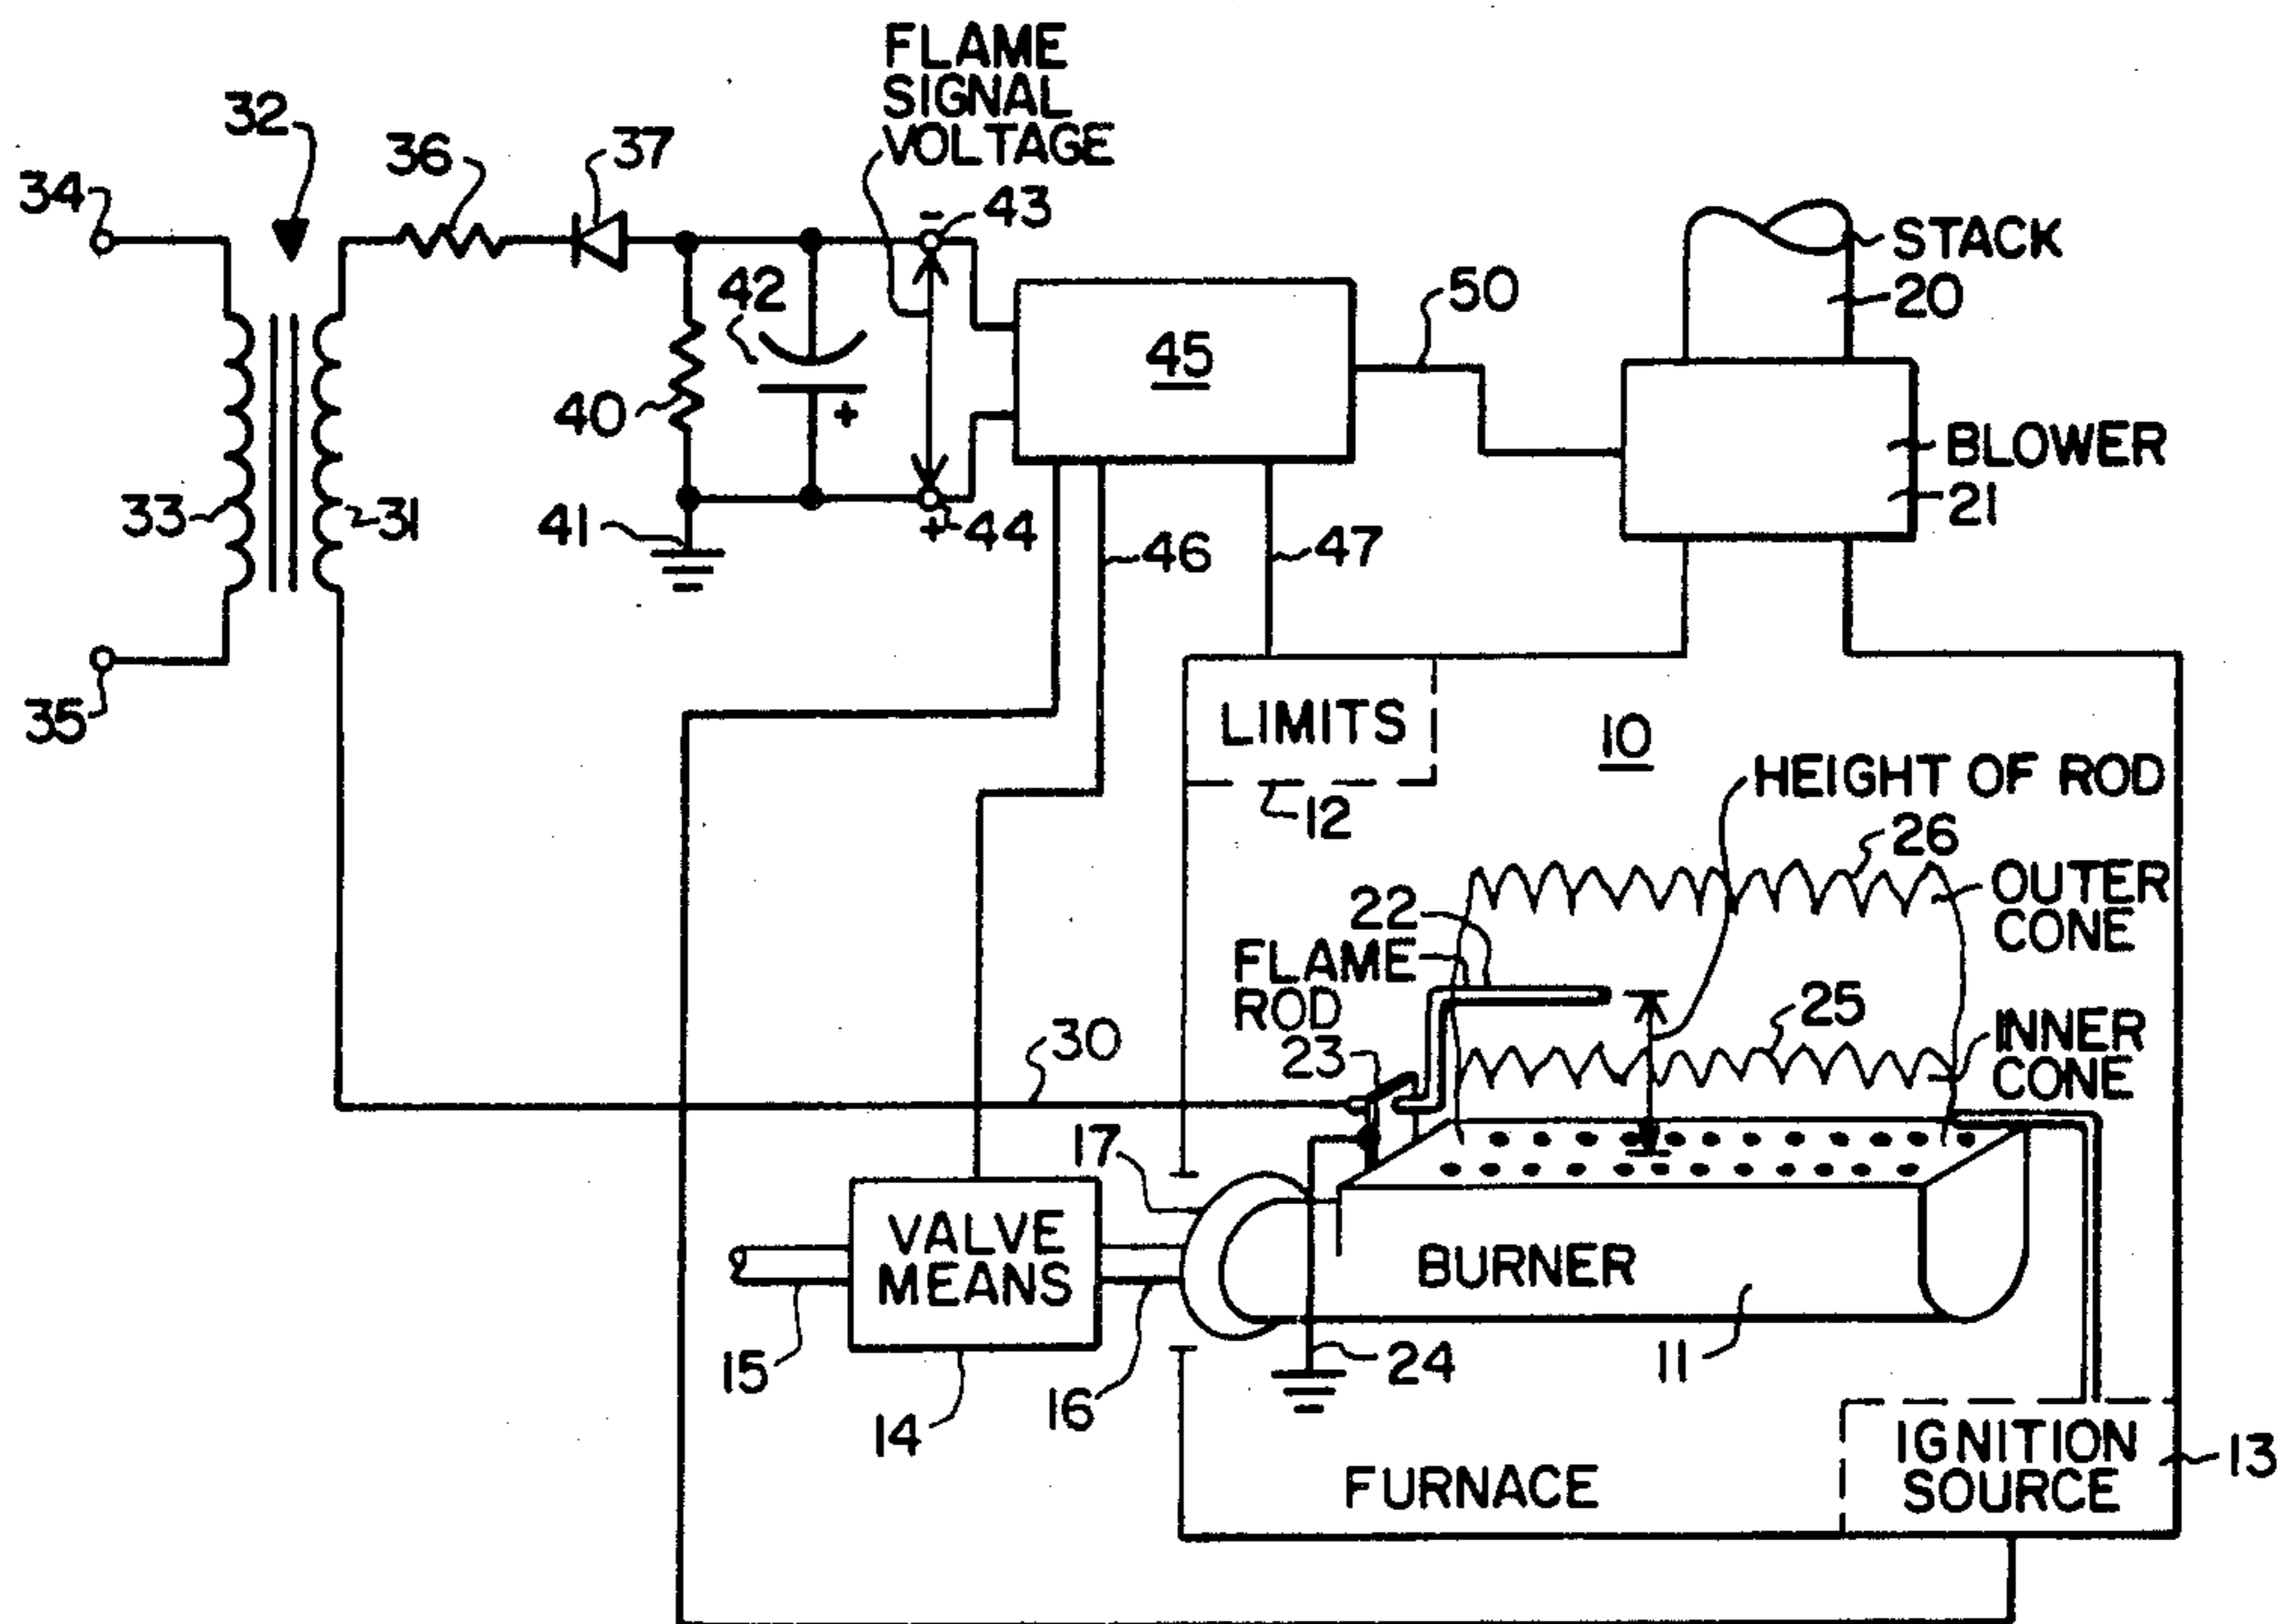 FLAME
SIGNAL
VOLTAGE
32
36
37
34
43
-
STACK
20
42
50
45
40
+
BLOWER
21
33
31
41
+
44
46
47
35
LIMITS
10
HEIGHT OF ROD
12
26
OUTER
CONE
22
FLAME
ROD
25
INNER
CONE
23
30
17
VALVE
MEANS
BURNER
15
16
24
11
14
IGNITION
SOURCE
13
FURNACE